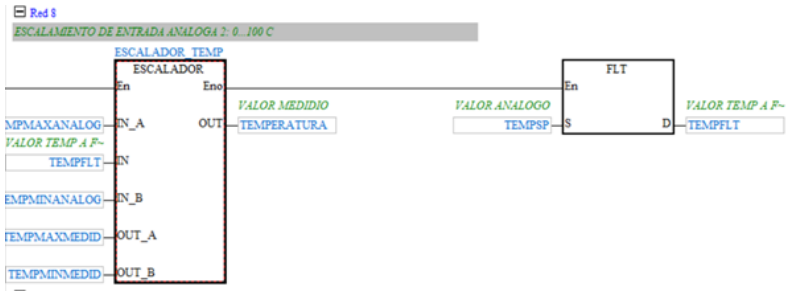 Red 8
ESCALAMIENTO DE ENTRADA ANALOGA 2: 0...100 C
ESCALADOR_TEMP
ESCALADOR
En Eno
MPMAXANALOG IN_A OUT
VALOR MEDIDIO
TEMPERATURA
VALOR TEMP A F~
TEMPFLT IN
EMPMINANALOG IN_B
TEMPMAXMEDID OUT_A
TEMPMINMEDID OUT_B
FLT
En
VALOR ANALOGO
TEMPSP S D
VALOR TEMP A F~
TEMPFLT